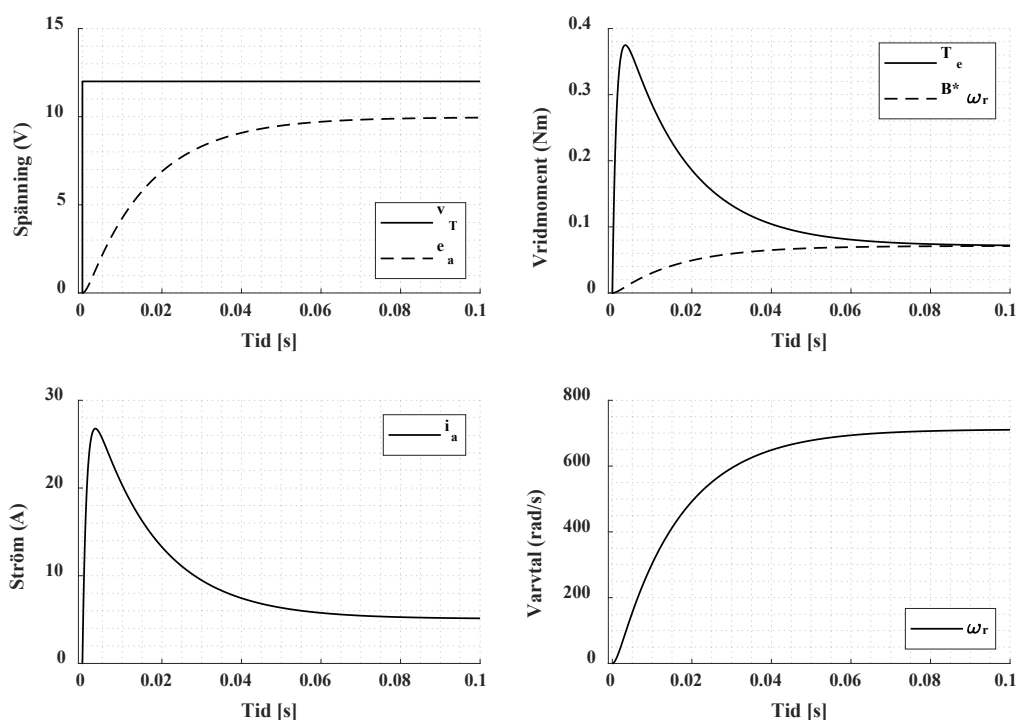 15
10
5
0
Spänning (V)
v T
e a
0 0.02 0.04 0.06 0.08 0.1
Tid [s]
0.4
0.3
0.2
0.1
0
Vridmoment (Nm)
T e
B* ωr
0 0.02 0.04 0.06 0.08 0.1
Tid [s]
30
20
10
0
Ström (A)
i a
0 0.02 0.04 0.06 0.08 0.1
Tid [s]
800
600
400
200
0
Varvtal (rad/s)
ωr
0 0.02 0.04 0.06 0.08 0.1
Tid [s]